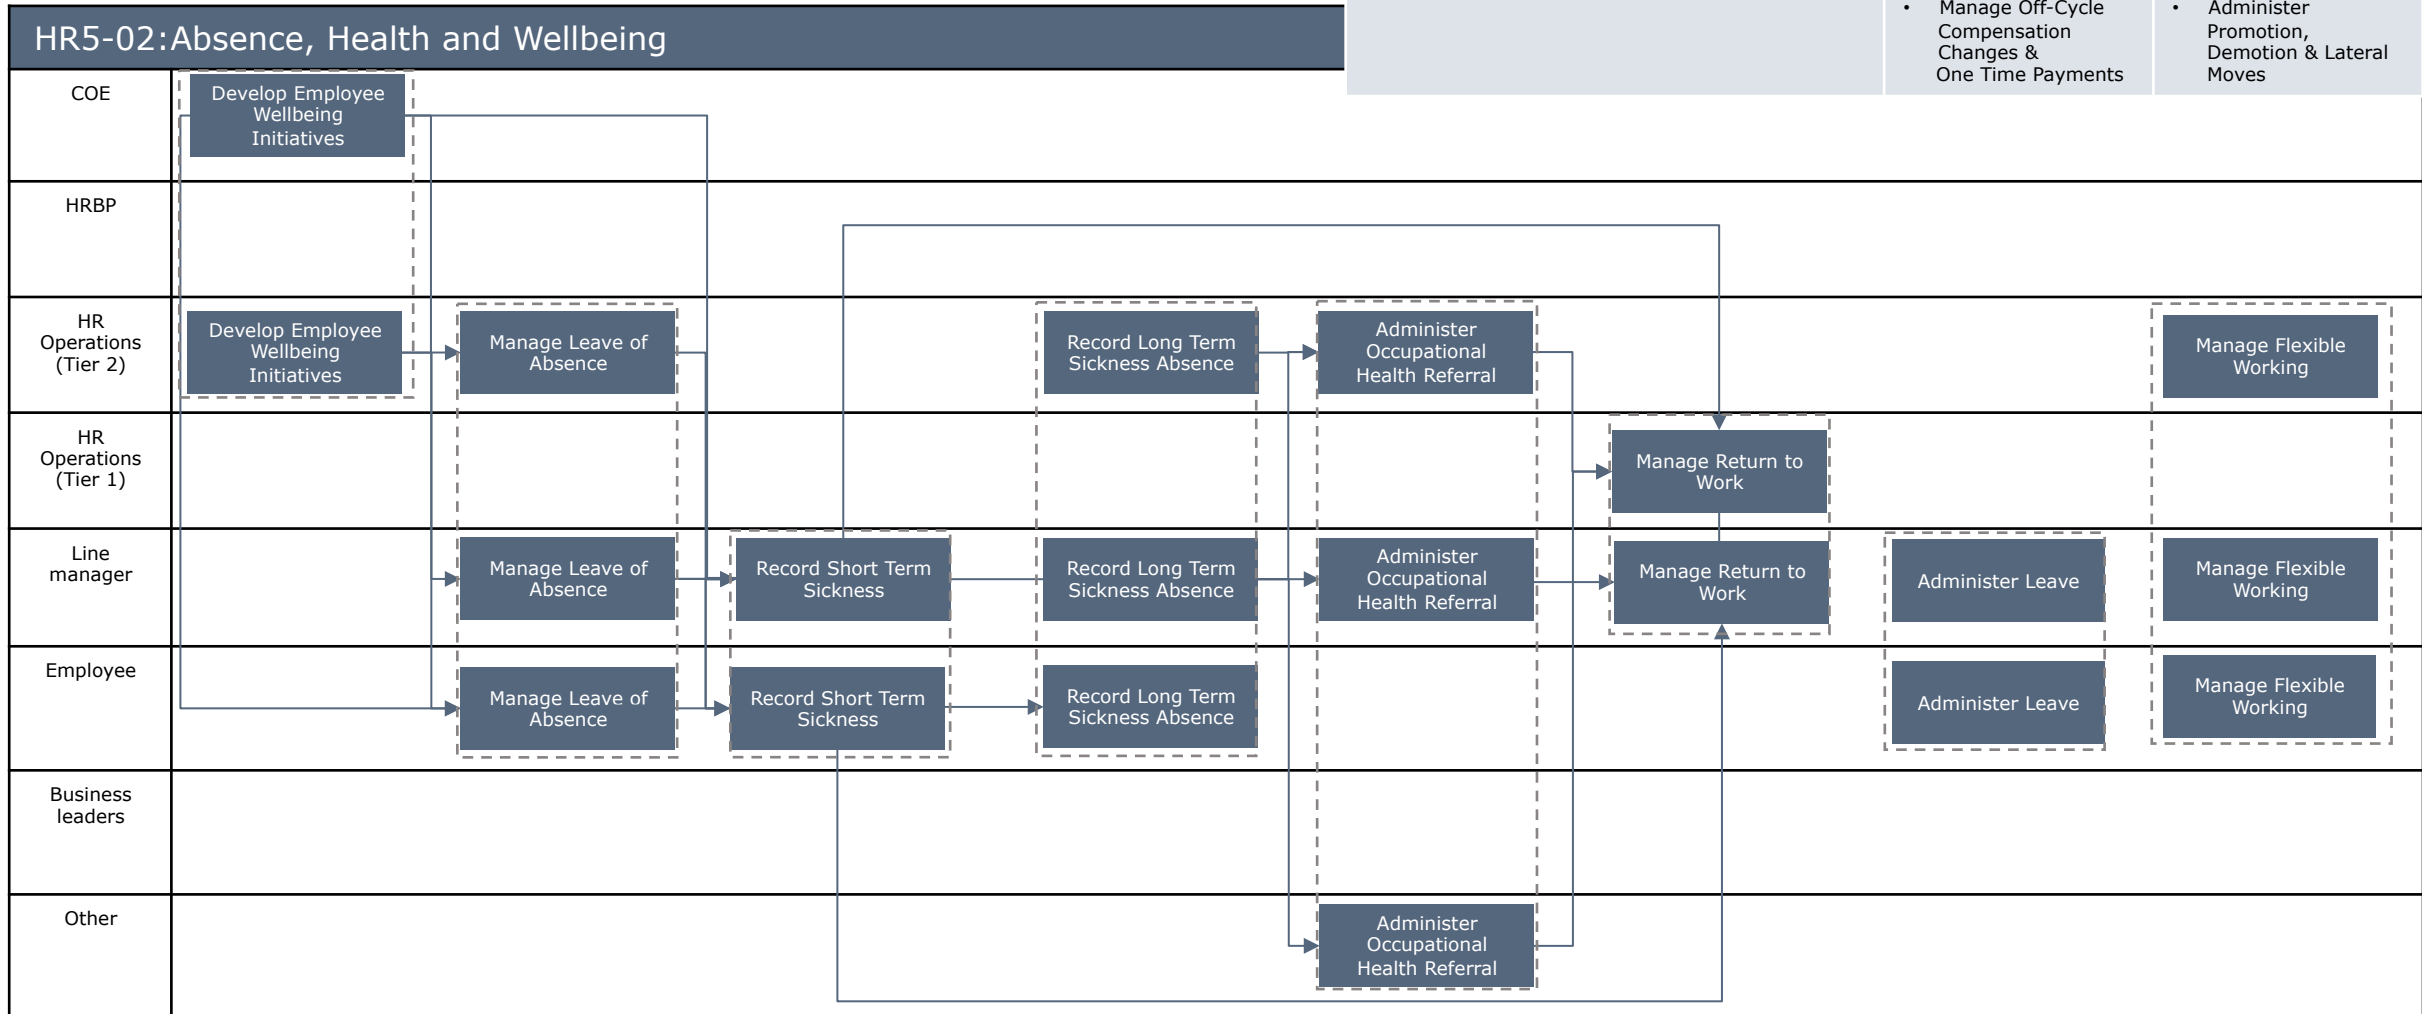 HR5-02:Absence, Health and Wellbeing
• Manage Off-Cycle
Compensation
Changes &
One Time Payments
• Administer
Promotion,
Demotion & Lateral
Moves
COE
Develop Employee
Wellbeing
Initiatives
HRBP
HR
Operations
(Tier 2)
Develop Employee
Wellbeing
Initiatives
Manage Leave of
Absence
Record Long Term
Sickness Absence
Administer
Occupational
Health Referral
Manage Flexible
Working
HR
Operations
(Tier 1)
Manage Return to
Work
Line
manager
Manage Leave of
Absence
Record Short Term
Sickness
Record Long Term
Sickness Absence
Administer
Occupational
Health Referral
Manage Return to
Work
Administer Leave
Manage Flexible
Working
Employee
Manage Leave of
Absence
Record Short Term
Sickness
Record Long Term
Sickness Absence
Administer Leave
Manage Flexible
Working
Business
leaders
Other
Administer
Occupational
Health Referral